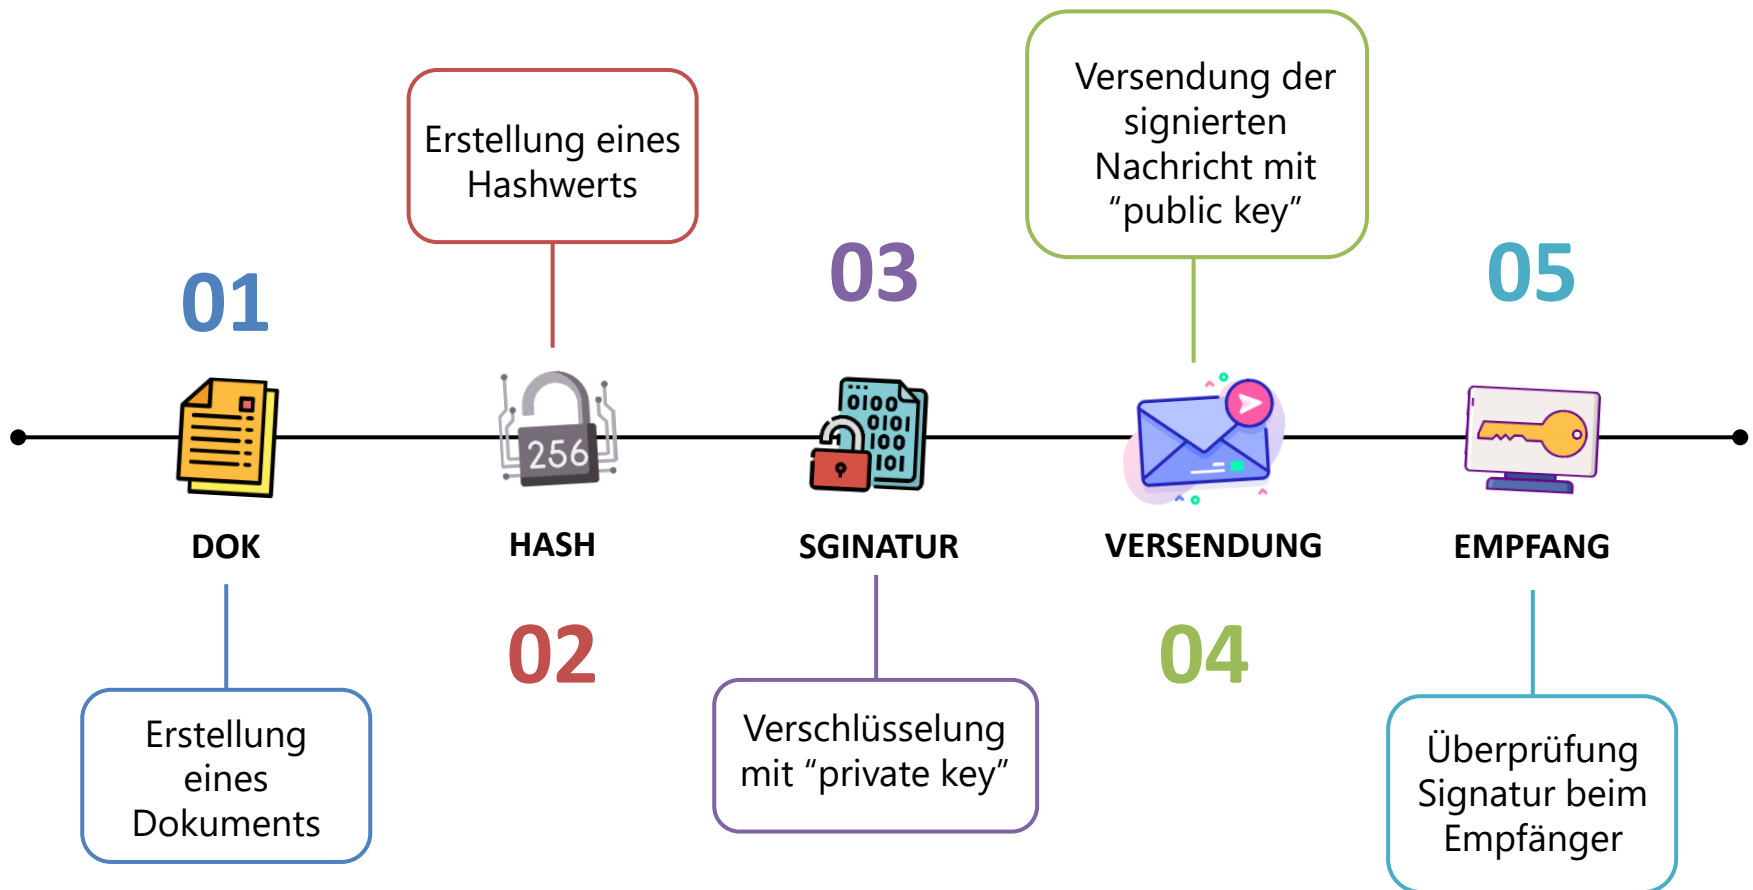 01
DOK
Erstellung
eines
Dokuments
Erstellung eines
Hashwerts
256
HASH
02
03
0100
0101
100
101
SGINATUR
Verschlüsselung
mit “private key”
Versendung der
signierten
Nachricht mit
“public key”
VERSENDUNG
04
05
EMPFANG
Überprüfung
Signatur beim
Empfänger